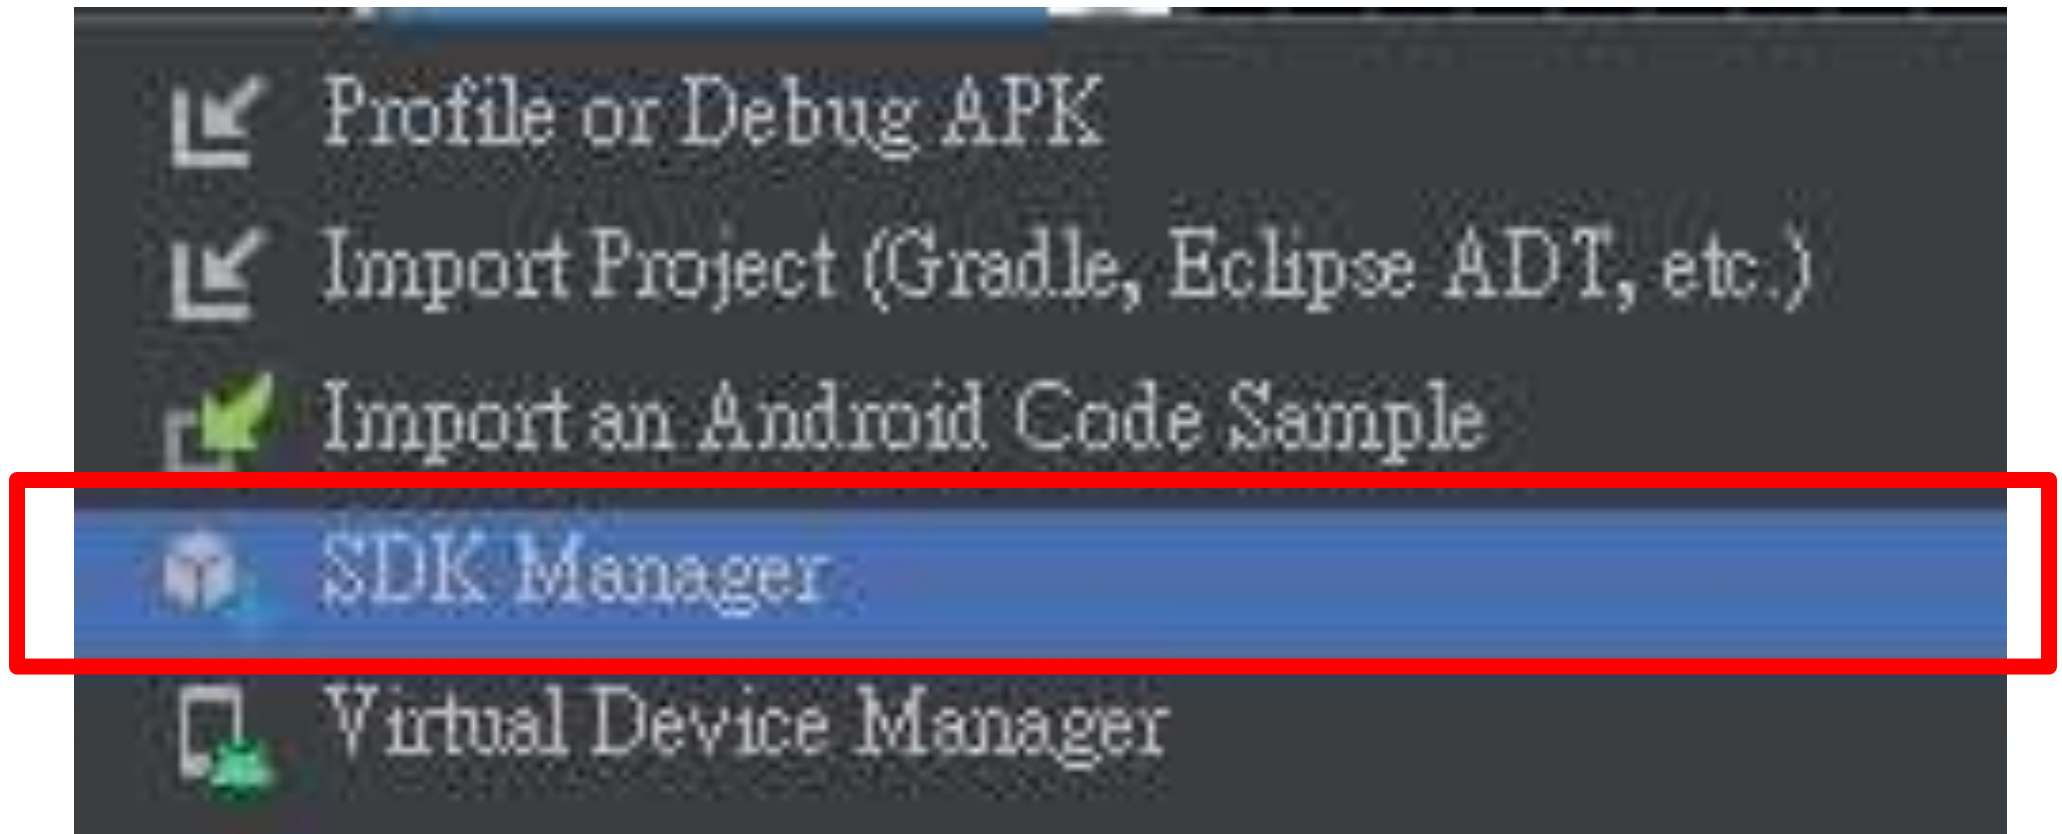 Profile or Debug APK
Import Project (Gradle, Eclipse ADT, etc.)
Import an Android Code Sample
SDK Manager
Virtual Device Manager